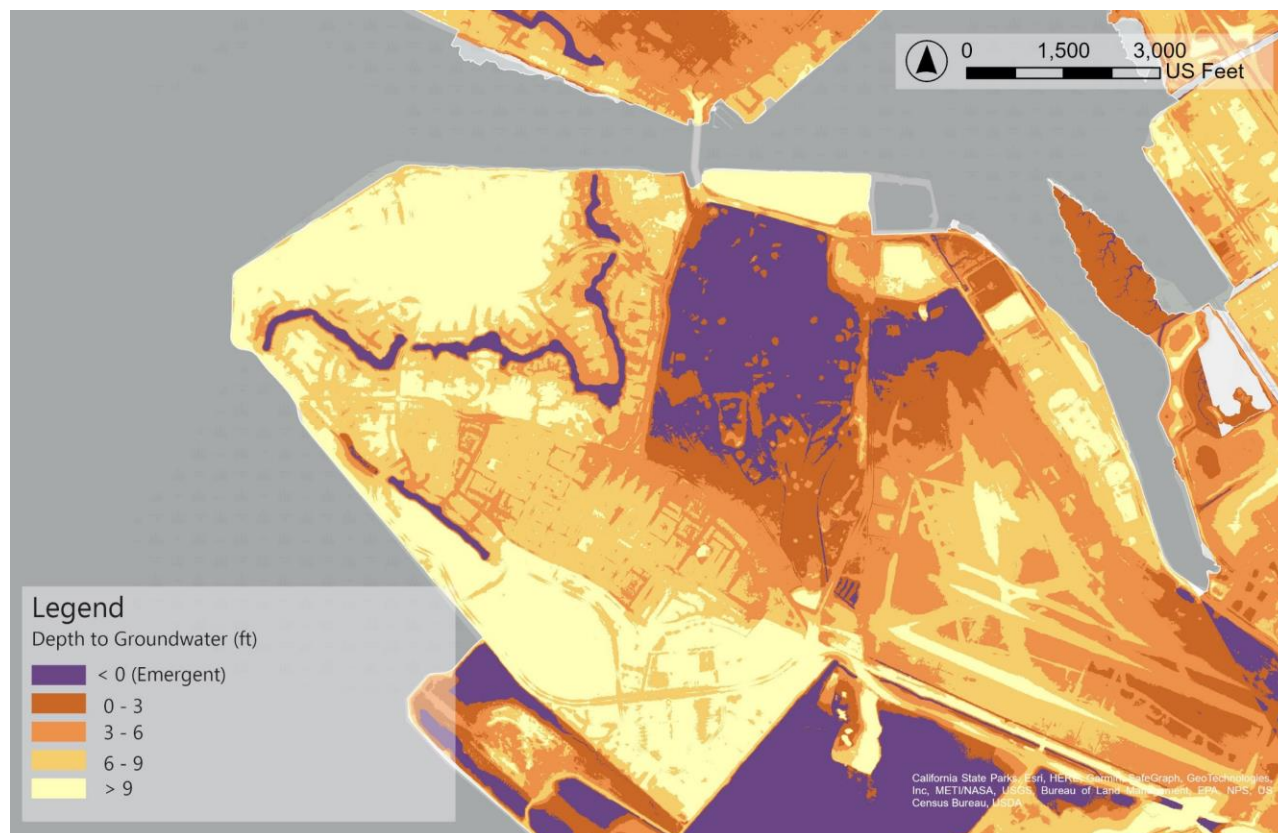 0 1,500 3,000
US Feet
Legend
Depth to Groundwater (ft)
< 0 (Emergent)
0 - 3
3 - 6
6 - 9
> 9
California State Parks, Esri, HERE, Garmin, SafeGraph, GeoTechnologies,
Inc, METI/NASA, USGS, Bureau of Land Management, EPA, NPS, US
Census Bureau, USDA